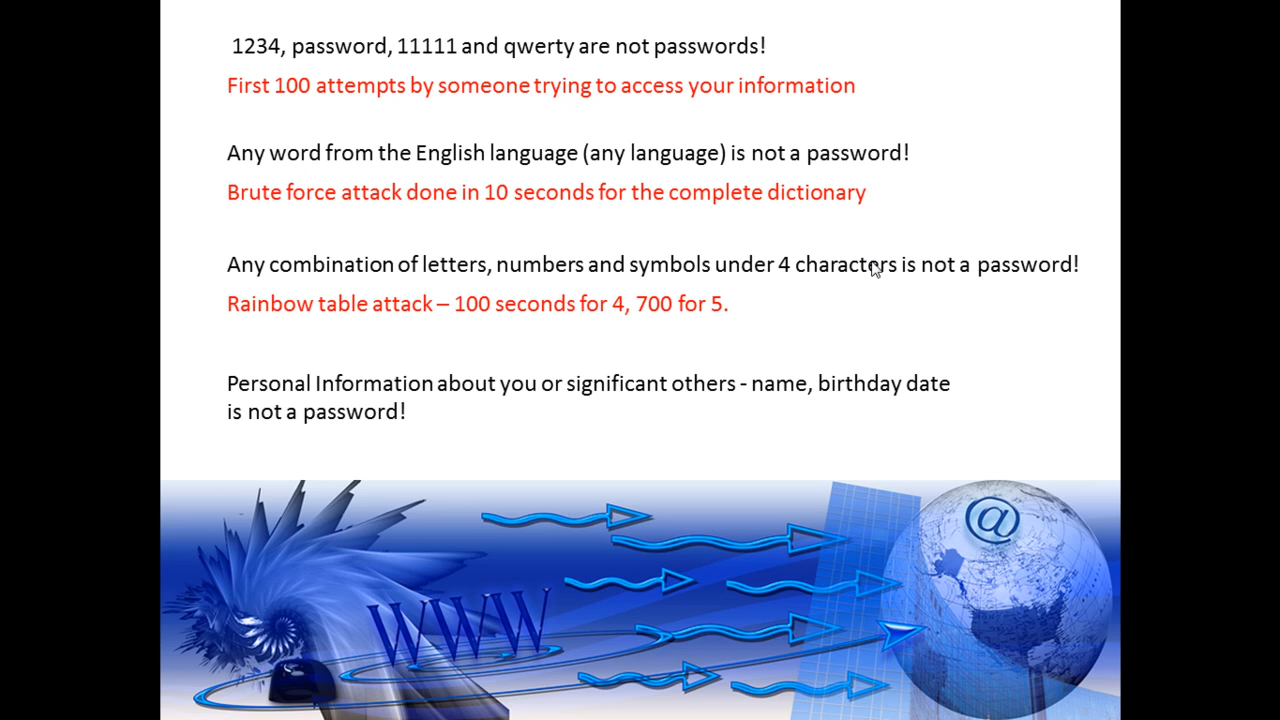 1234, password, 11111 and qwerty are not passwords!
First 100 attempts by someone trying to access your information
Any word from the English language (any language) is not a password!
Brute force attack done in 10 seconds for the complete dictionary
Any combination of letters, numbers and symbols under 4 characters is not a password!
Rainbow table attack – 100 seconds for 4, 700 for 5.
Personal Information about you or significant others - name, birthday date
is not a password!
@
WWW